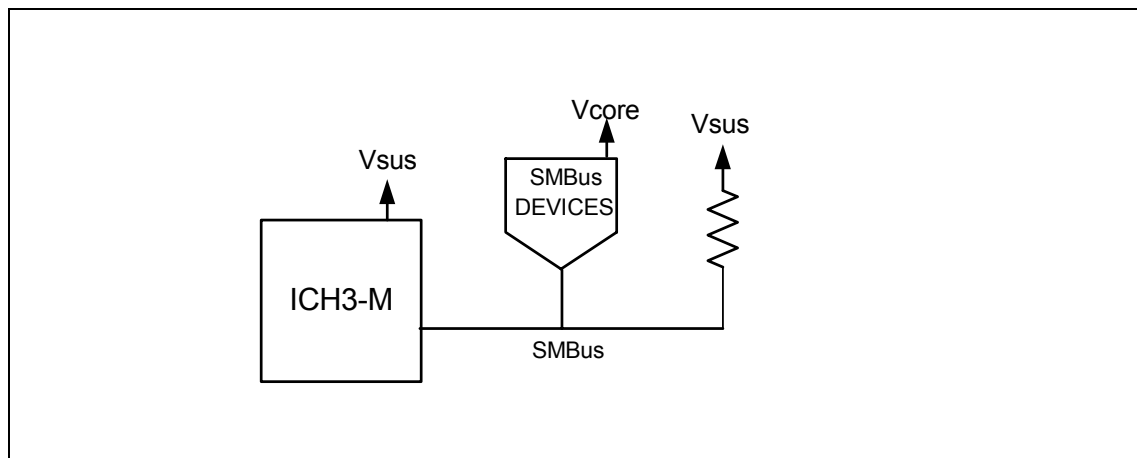 Vcore
Vsus
Vsus
SMBus
DEVICES
ICH3-M
SMBus